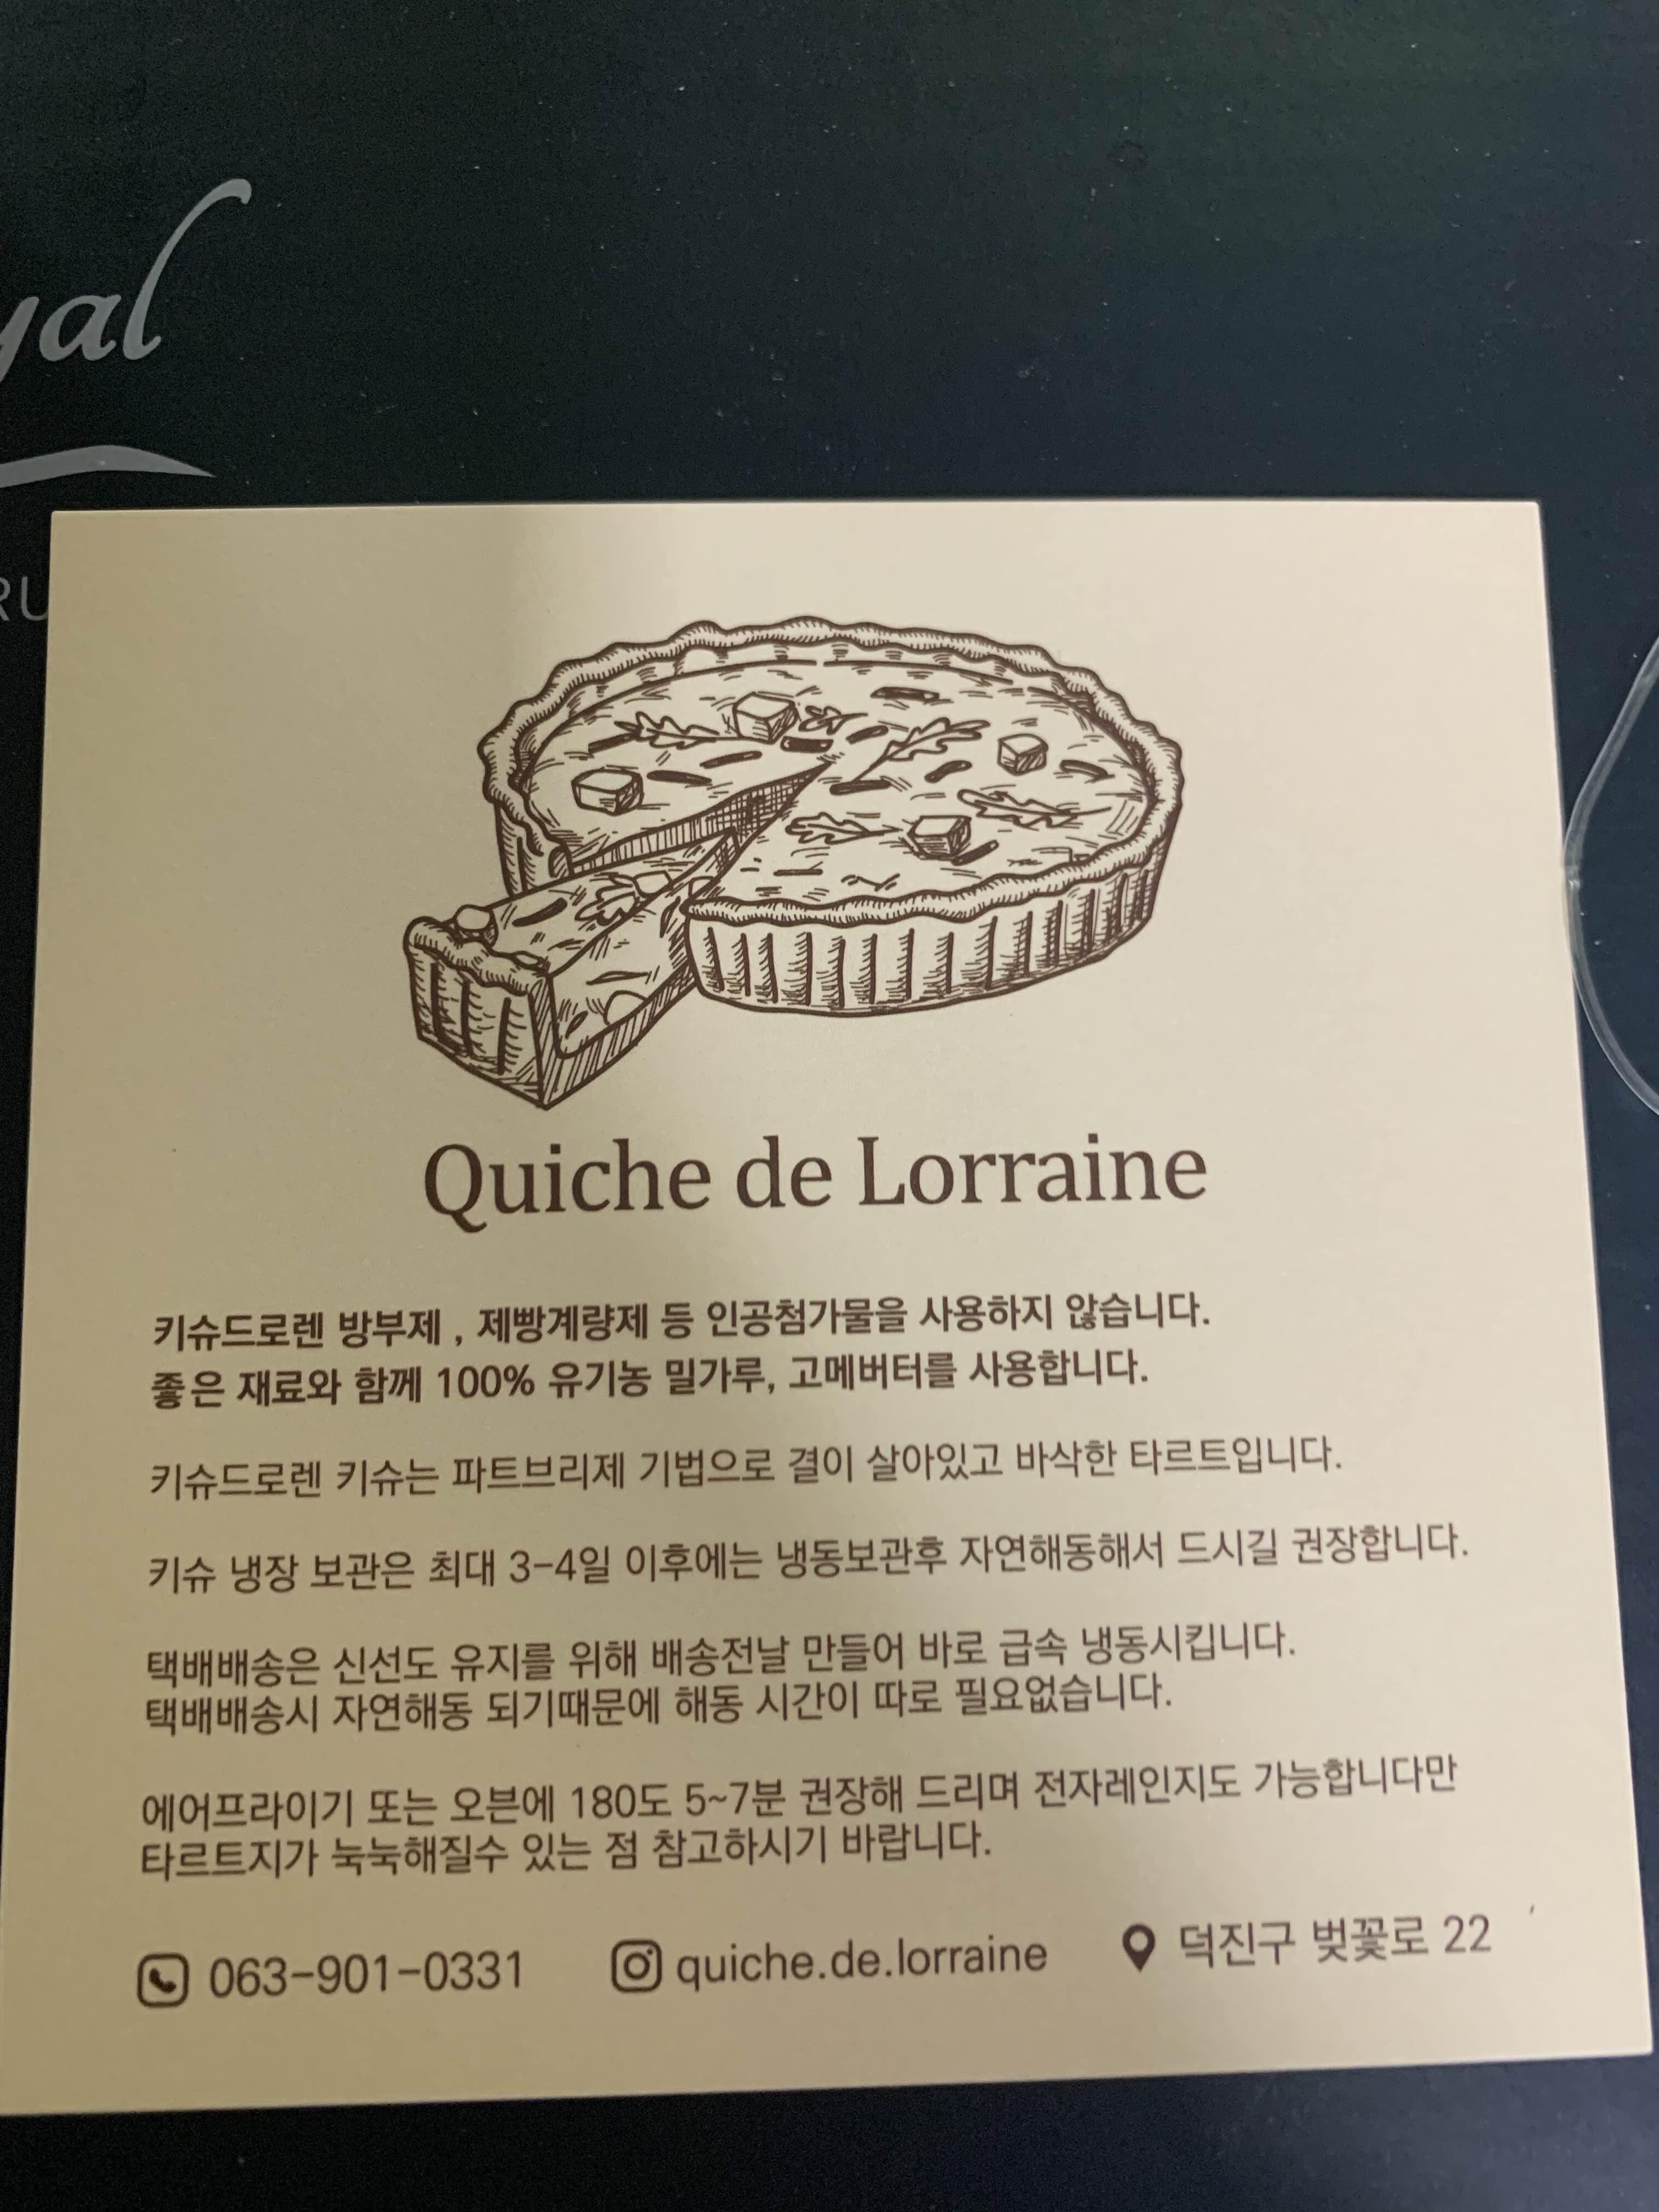 yal
RU
Quiche de Lorraine
키슈드로렌 방부제 , 제빵계량제 등 인공첨가물을 사용하지 않습니다.
좋은 재료와 함께 100% 유기농 밀가루, 고메버터를 사용합니다.
키슈드로렌 키슈는 파트브리제 기법으로 결이 살아있고 바삭한 타르트입니다.
키슈 냉장 보관은 최대 3-4일 이후에는 냉동보관후 자연해동해서 드시길 권장합니다.
택배배송은 신선도 유지를 위해 배송전날 만들어 바로 급속 냉동시킵니다.
택배배송시 자연해동 되기때문에 해동 시간이 따로 필요없습니다.
에어프라이기 또는 오븐에 180도 5~7분 권장해 드리며 전자레인지도 가능합니다만
타르트지가 눅눅해질수 있는 점 참고하시기 바랍니다.
063-901-0331 quiche.de.lorraine 덕진구 벚꽃로 22